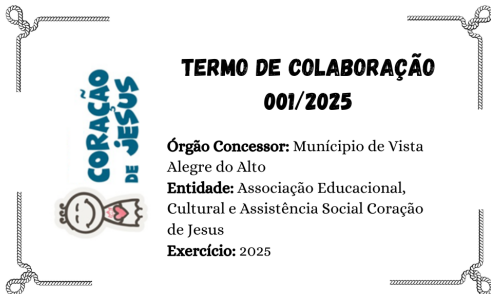 CORAÇÃO
DE JESUS
TERMO DE COLABORAÇÃO
001/2025
Órgão Concessor: Munícipio de Vista
Alegre do Alto
Entidade: Associação Educacional,
Cultural e Assistência Social Coração
de Jesus
Exercício: 2025